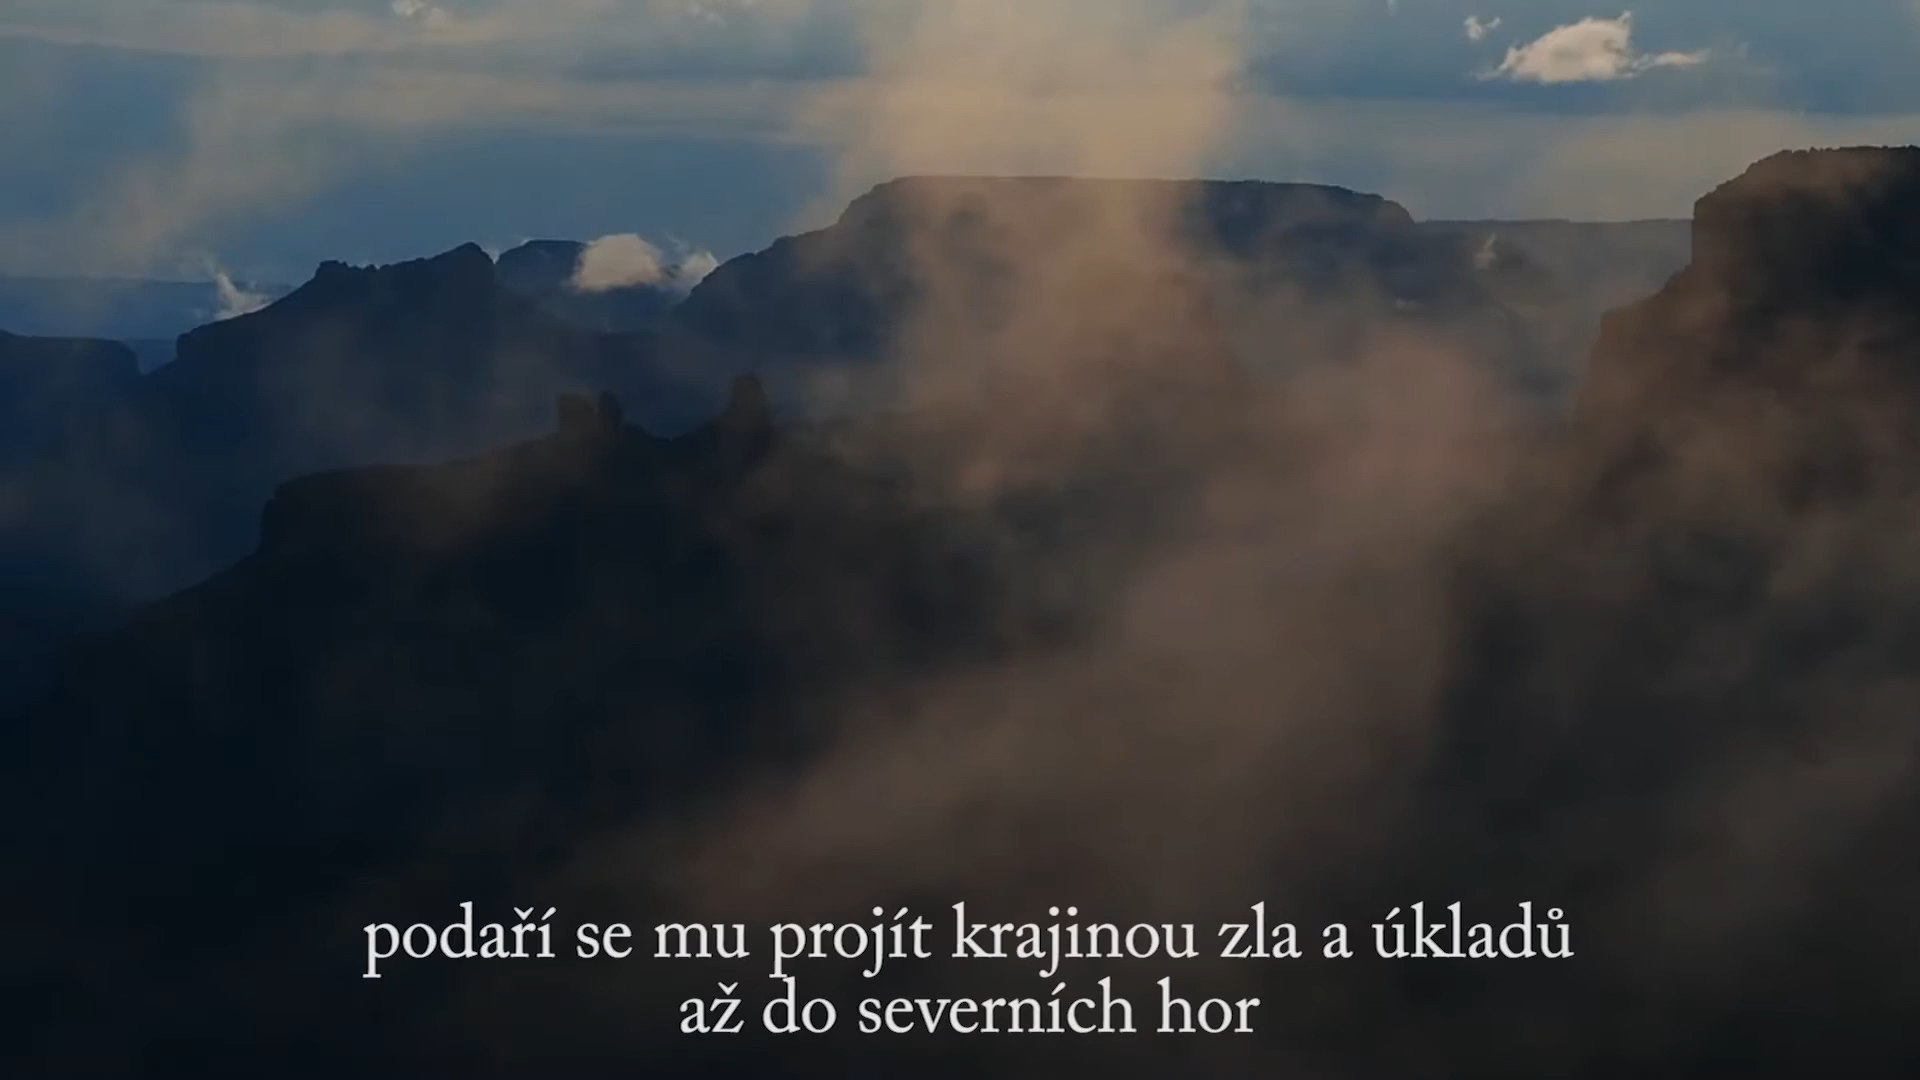 podaří se mu projít krajinou zla a úkladů
až do severních hor